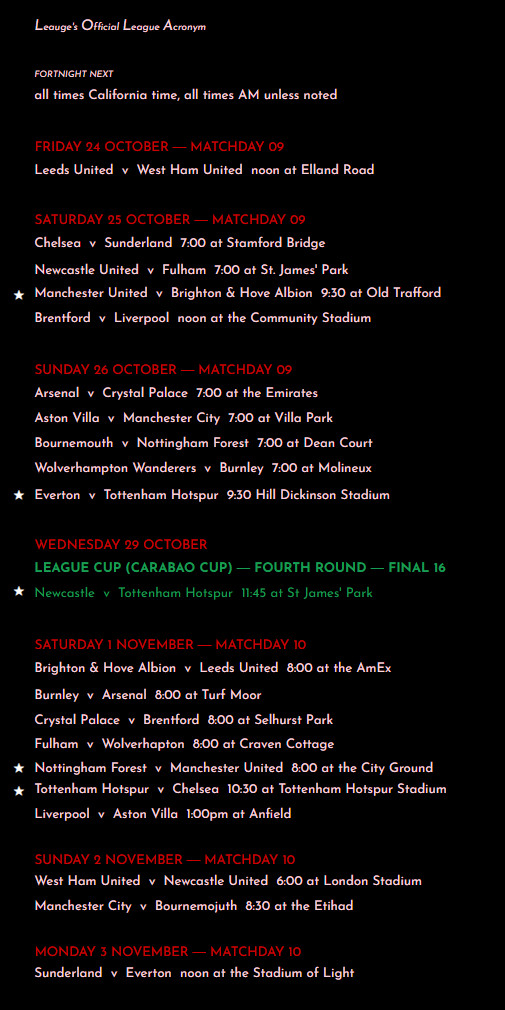 Leauge's Official League Acronym
FORTNIGHT NEXT
all times California time, all times AM unless noted
FRIDAY 24 OCTOBER — MATCHDAY 09
Leeds United v West Ham United noon at Elland Road
SATURDAY 25 OCTOBER — MATCHDAY 09
Chelsea v Sunderland 7:00 at Stamford Bridge
Newcastle United v Fulham 7:00 at St. James' Park
★ Manchester United v Brighton & Hove Albion 9:30 at Old Trafford
Brentford v Liverpool noon at the Community Stadium
SUNDAY 26 OCTOBER — MATCHDAY 09
Arsenal v Crystal Palace 7:00 at the Emirates
Aston Villa v Manchester City 7:00 at Villa Park
Bournemouth v Nottingham Forest 7:00 at Dean Court
Wolverhampton Wanderers v Burnley 7:00 at Molineux
★ Everton v Tottenham Hotspur 9:30 Hill Dickinson Stadium
WEDNESDAY 29 OCTOBER
LEAGUE CUP (CARABAO CUP) — FOURTH ROUND — FINAL 16
★ Newcastle v Tottenham Hotspur 11:45 at St James' Park
SATURDAY 1 NOVEMBER — MATCHDAY 10
Brighton & Hove Albion v Leeds United 8:00 at the AmEx
Burnley v Arsenal 8:00 at Turf Moor
Crystal Palace v Brentford 8:00 at Selhurst Park
Fulham v Wolverhapton 8:00 at Craven Cottage
★ Nottingham Forest v Manchester United 8:00 at the City Ground
★ Tottenham Hotspur v Chelsea 10:30 at Tottenham Hotspur Stadium
Liverpool v Aston Villa 1:00pm at Anfield
SUNDAY 2 NOVEMBER — MATCHDAY 10
West Ham United v Newcastle United 6:00 at London Stadium
Manchester City v Bournemojuth 8:30 at the Etihad
MONDAY 3 NOVEMBER — MATCHDAY 10
Sunderland v Everton noon at the Stadium of Light